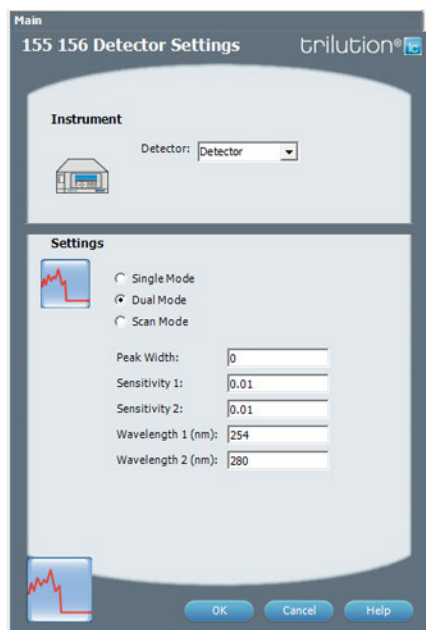 Main
155 156 Detector Settings trilution® lc
Instrument
Detector: Detector
Settings
Single Mode
Dual Mode
Scan Mode
Peak Width: 0
Sensitivity 1: 0.01
Sensitivity 2: 0.01
Wavelength 1 (nm): 254
Wavelength 2 (nm): 280
OK Cancel Help